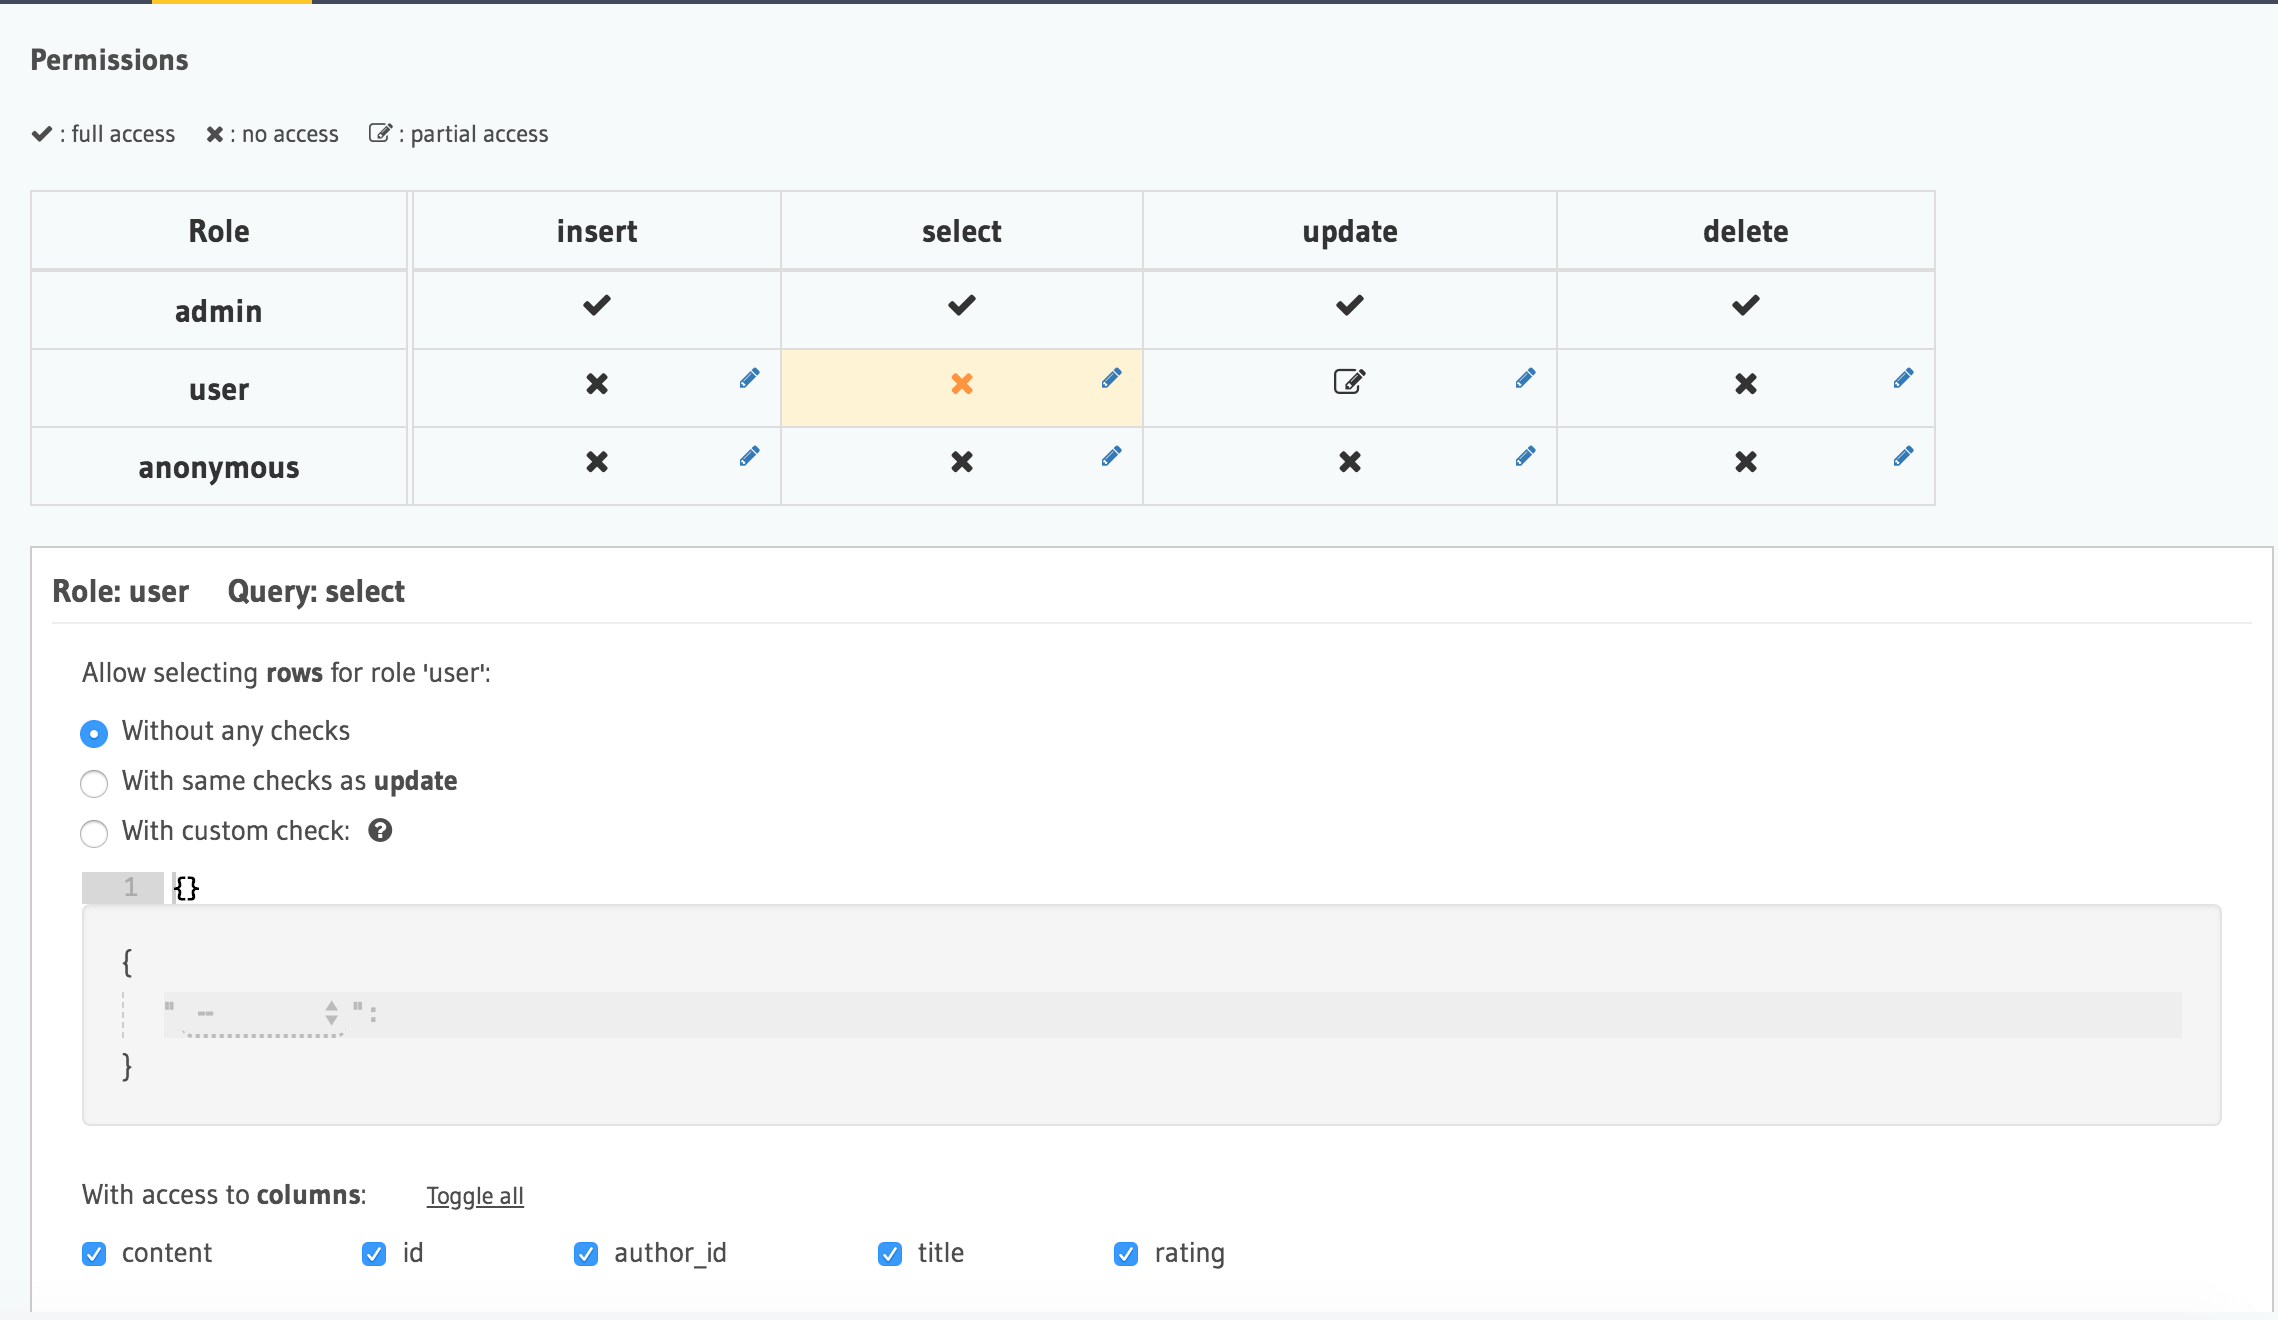 Permissions
: full access : no access : partial access
Role insert select update delete
admin
user
anonymous
Role: user Query: select
Allow selecting rows for role 'user':
Without any checks
With same checks as update
With custom check:
1 {}
{
" -- " :
}
With access to columns: Toggle all
content id author_id title rating